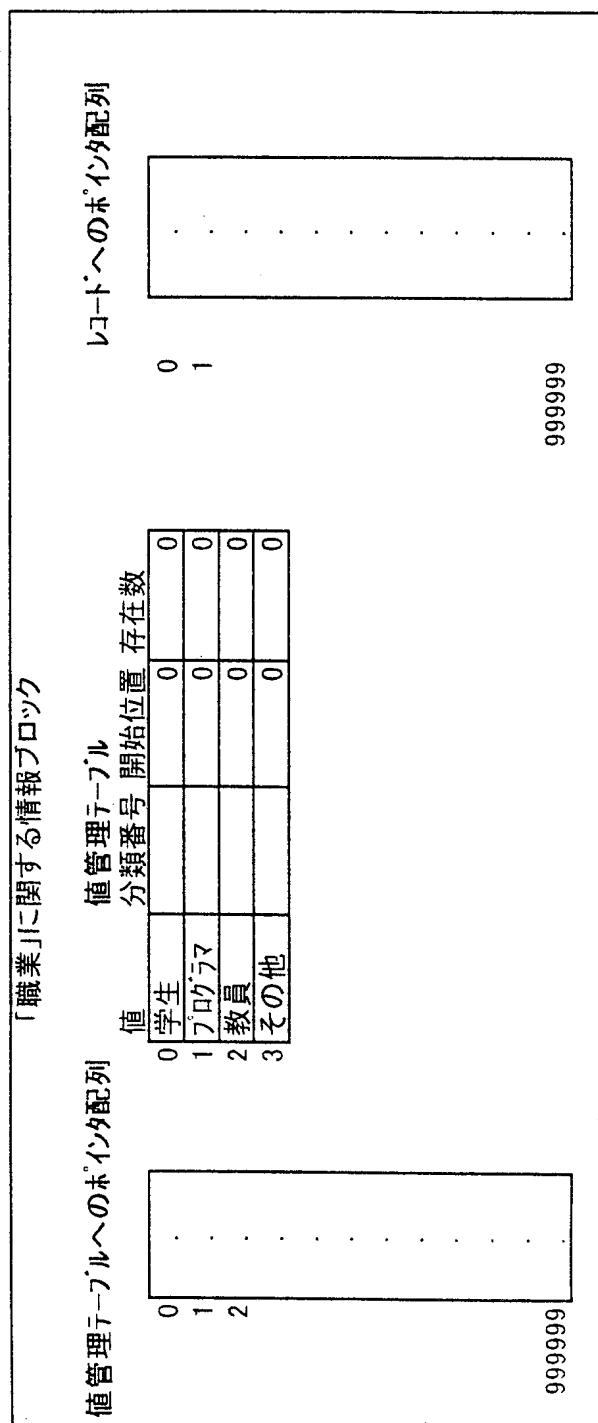 「職業」に関する情報ブロック
値管理テーブルへのポインタ配列
0
1
2
999999
値管理テーブル
値 分類番号 開始位置 存在数
0 学生 0 0
1 プログラマ 0 0
2 教員 0 0
3 その他 0 0
レコードへのポインタ配列
0
1
999999